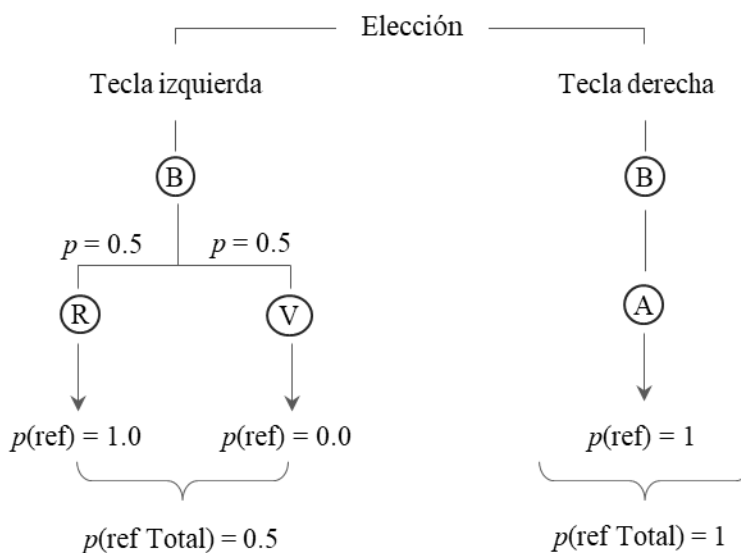 Elección
Tecla izquierda Tecla derecha
B B
p = 0.5 p = 0.5
R V A
p(ref) = 1.0 p(ref) = 0.0 p(ref) = 1
p(ref Total) = 0.5 p(ref Total) = 1